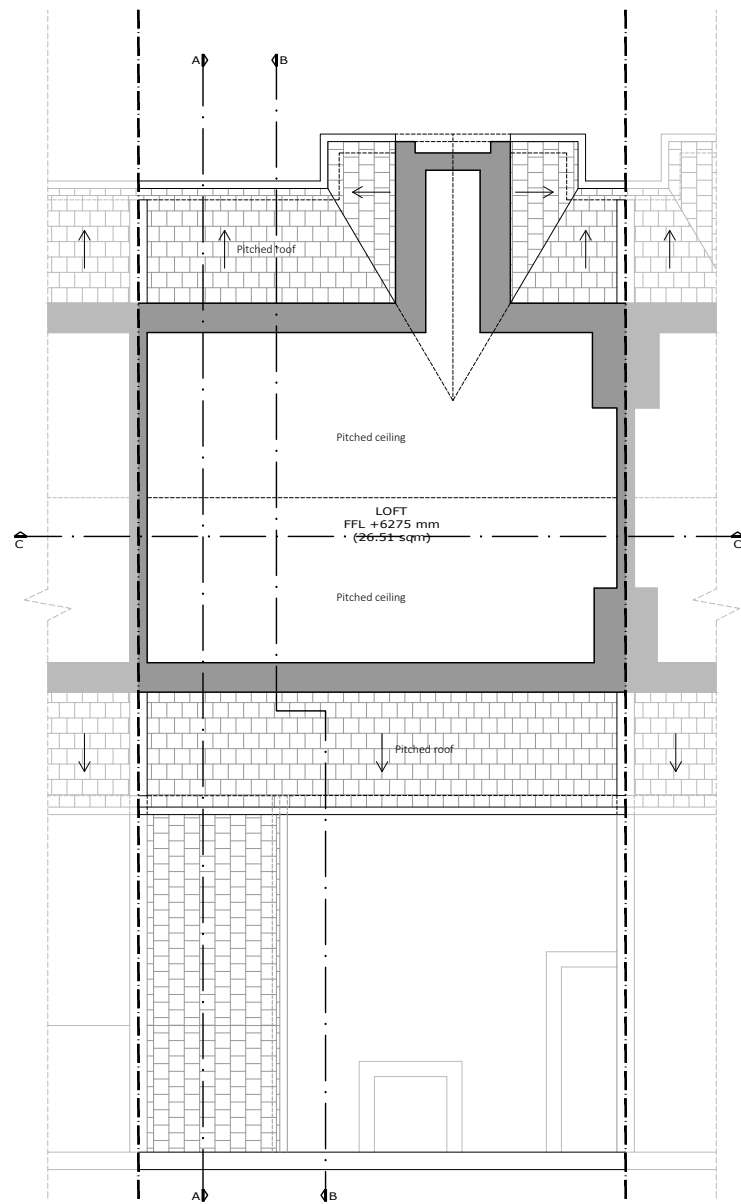 A B
Pitched roof
Pitched ceiling
LOFT
FFL +6275 mm
(26.51 sqm)
C C
Pitched ceiling
Pitched roof
A B